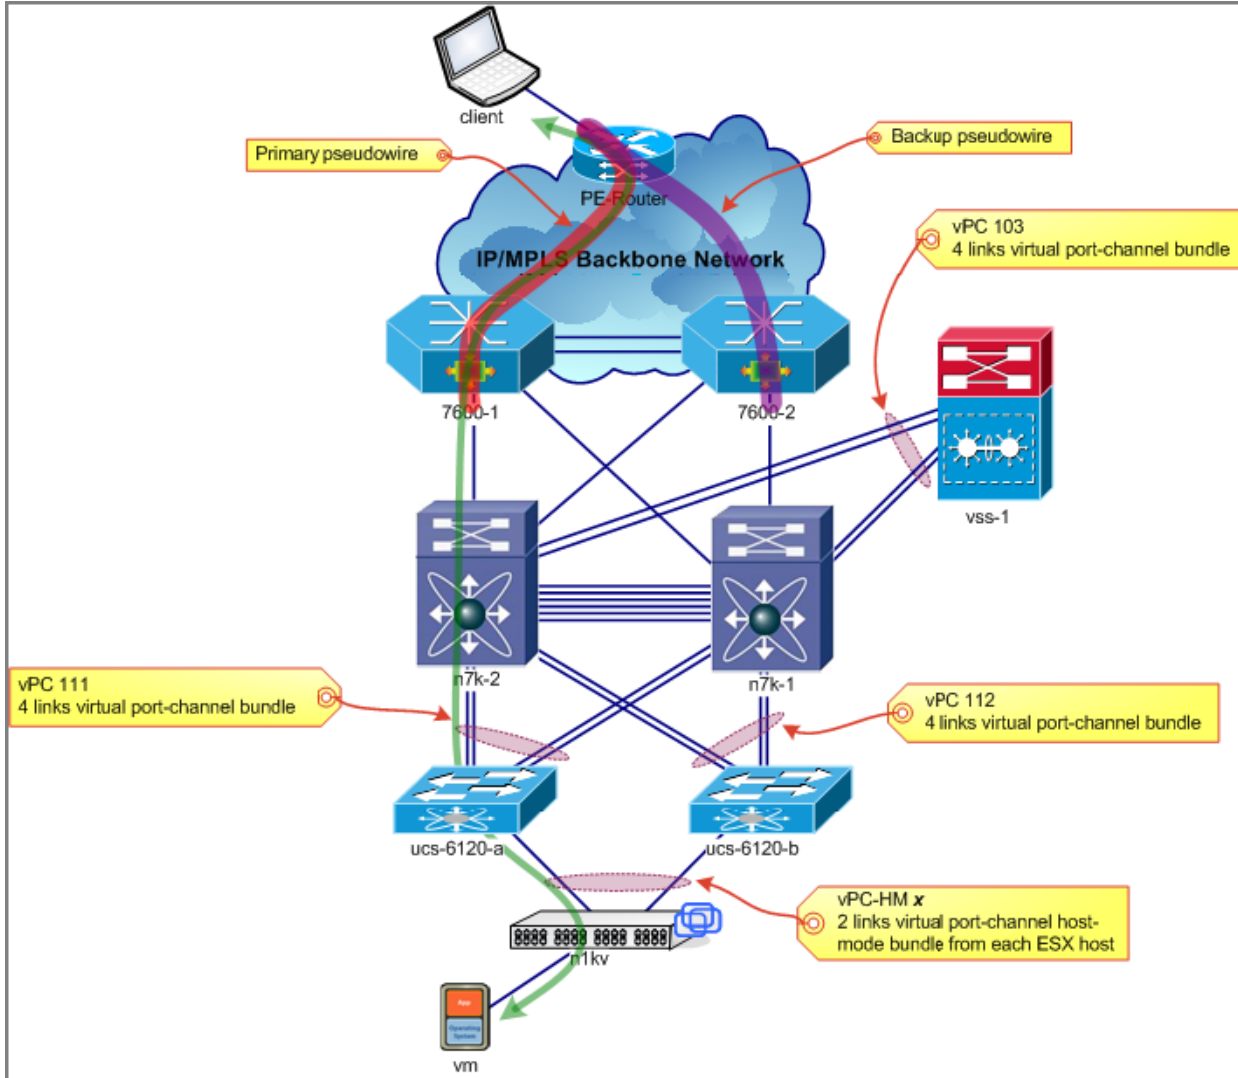 client
Primary pseudowire
Backup pseudowire
PE-Router
vPC 103
4 links virtual port-channel bundle
IP/MPLS Backbone Network
7600-1
7600-2
vss-1
n7k-2
n7k-1
vPC 111
4 links virtual port-channel bundle
vPC 112
4 links virtual port-channel bundle
ucs-6120-a
ucs-6120-b
vPC-HM x
2 links virtual port-channel host-
mode bundle from each ESX host
n1kv
App
Operating
System
vm